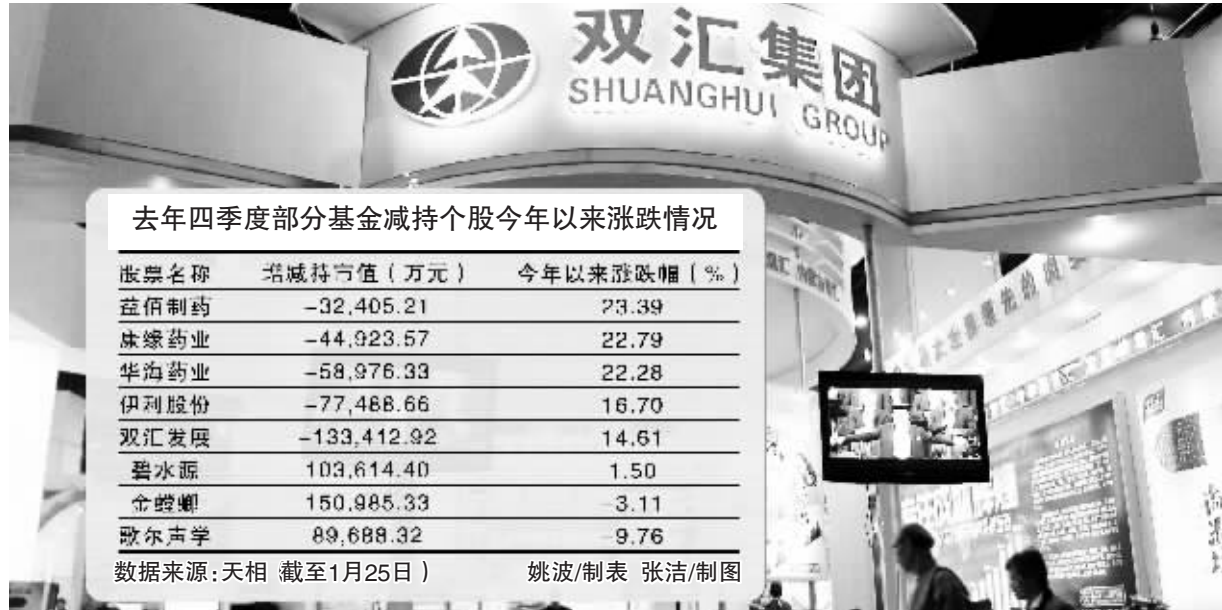 双汇集团
SHUANGHUI GROUP
去年四季度部分基金减持个股今年以来涨跌情况
股票名称 增减持市值（万元） 今年以来涨跌幅（%）
益佰制药 -32,405.21 23.39
康缘药业 -44,923.57 22.79
华海药业 -58,976.33 22.28
伊利股份 -77,488.66 16.70
双汇发展 -133,412.92 14.61
碧水源 103,614.40 1.50
金螳螂 150,985.33 -3.11
歌尔声学 89,688.32 -9.76
数据来源:天相 截至1月25日） 姚波/制表 张洁/制图